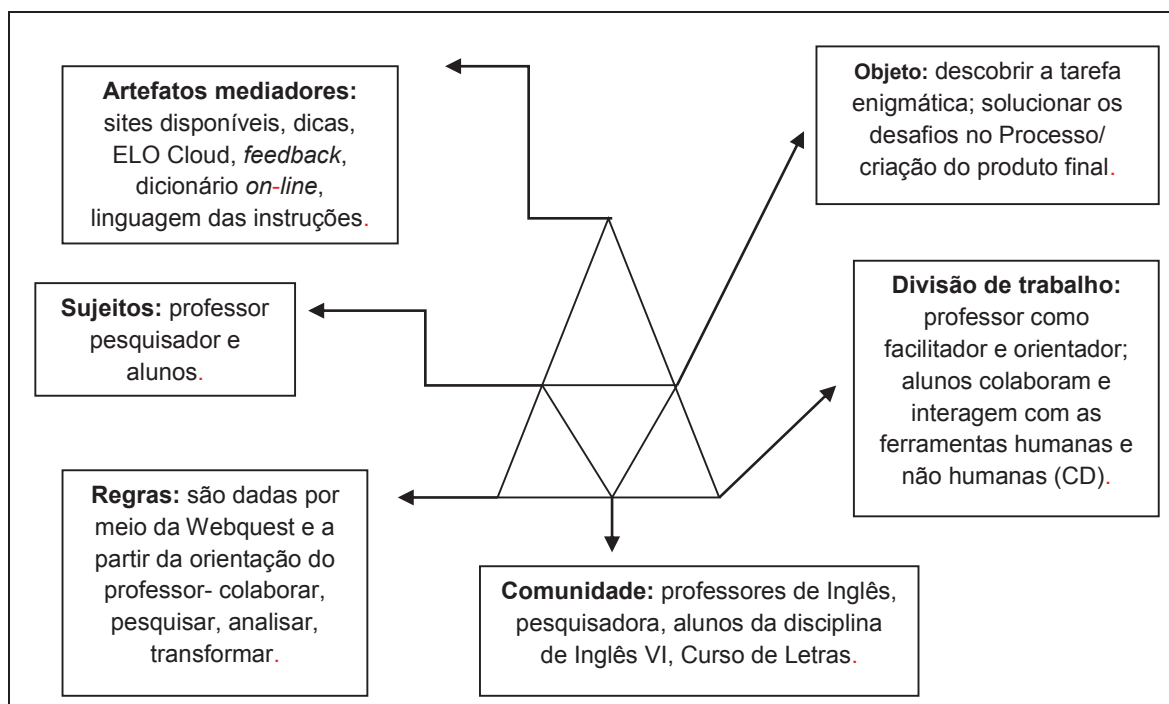 Artefatos mediadores:
sites disponíveis, dicas,
ELO Cloud, feedback,
dicionário on-line,
linguagem das instruções.
Objeto: descobrir a tarefa
enigmática; solucionar os
desafios no Processo/
criação do produto final.
Sujeitos: professor
pesquisador e
alunos.
Divisão de trabalho:
professor como
facilitador e orientador;
alunos colaboram e
interagem com as
ferramentas humanas e
não humanas (CD).
Regras: são dadas por
meio da Webquest e a
partir da orientação do
professor- colaborar,
pesquisar, analisar,
transformar.
Comunidade: professores de Inglês,
pesquisadora, alunos da disciplina
de Inglês VI, Curso de Letras.